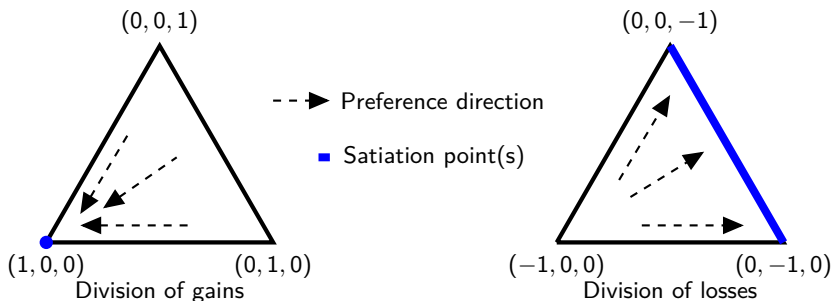 (0, 0, 1)
(0, 0, −1)
Preference direction
Satiation point(s)
(1, 0, 0)
(0, 1, 0)
(−1, 0, 0)
(0, −1, 0)
Division of gains
Division of losses